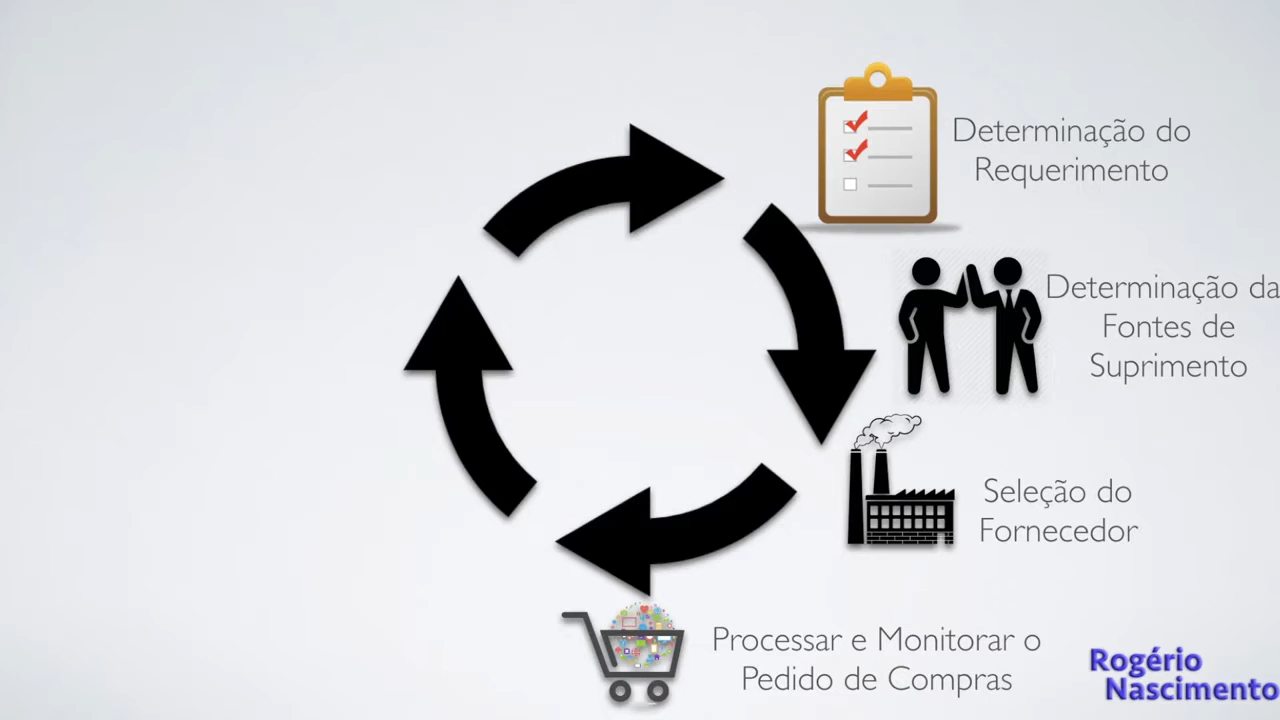 Determinação do
Requerimento
Determinação da
Fontes de
Suprimento
Seleção do
Fornecedor
Processar e Monitorar o
Pedido de Compras
Rogério
Nascimento